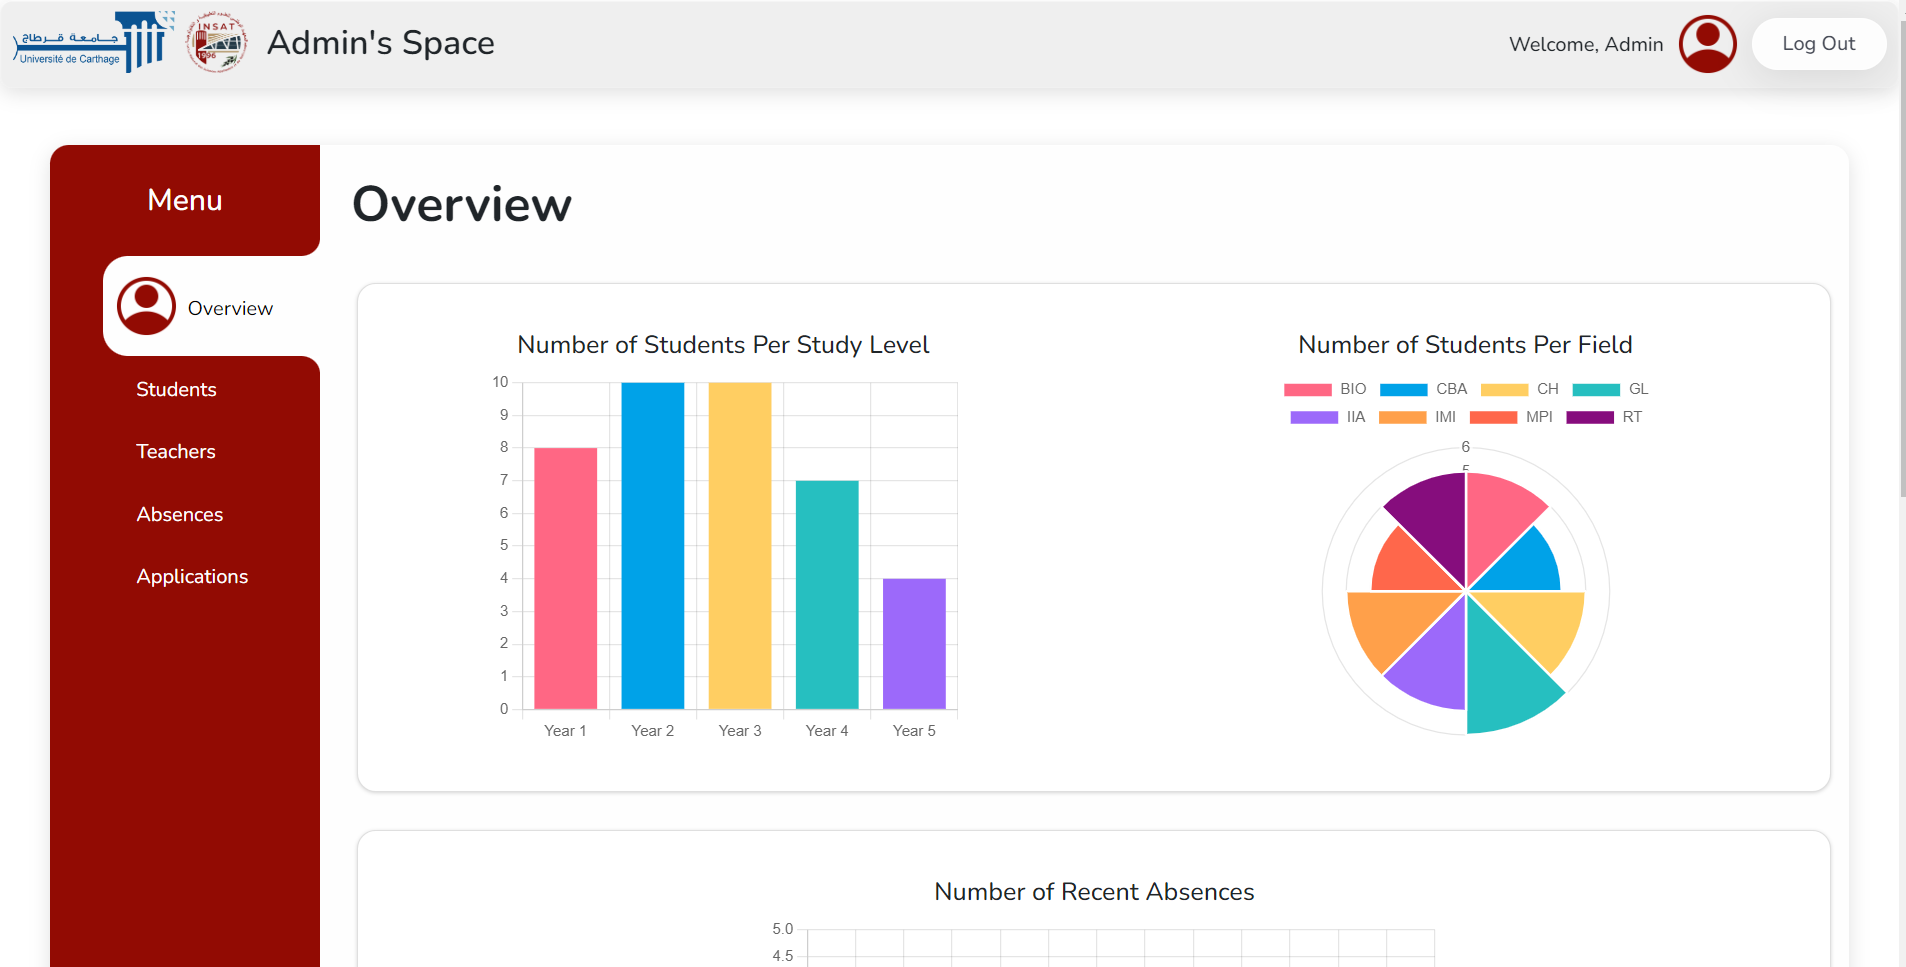 جامعة قرطاج
Université de Carthage
INSAT
1996
Admin's Space
Welcome, Admin
Log Out
Menu
Overview
Students
Teachers
Absences
Applications
Overview
Number of Students Per Study Level
10
9
8
7
6
5
4
3
2
1
0
Year 1 Year 2 Year 3 Year 4 Year 5
Number of Students Per Field
BIO CBA CH GL
IIA IMI MPI RT
6
5
Number of Recent Absences
5.0
4.5